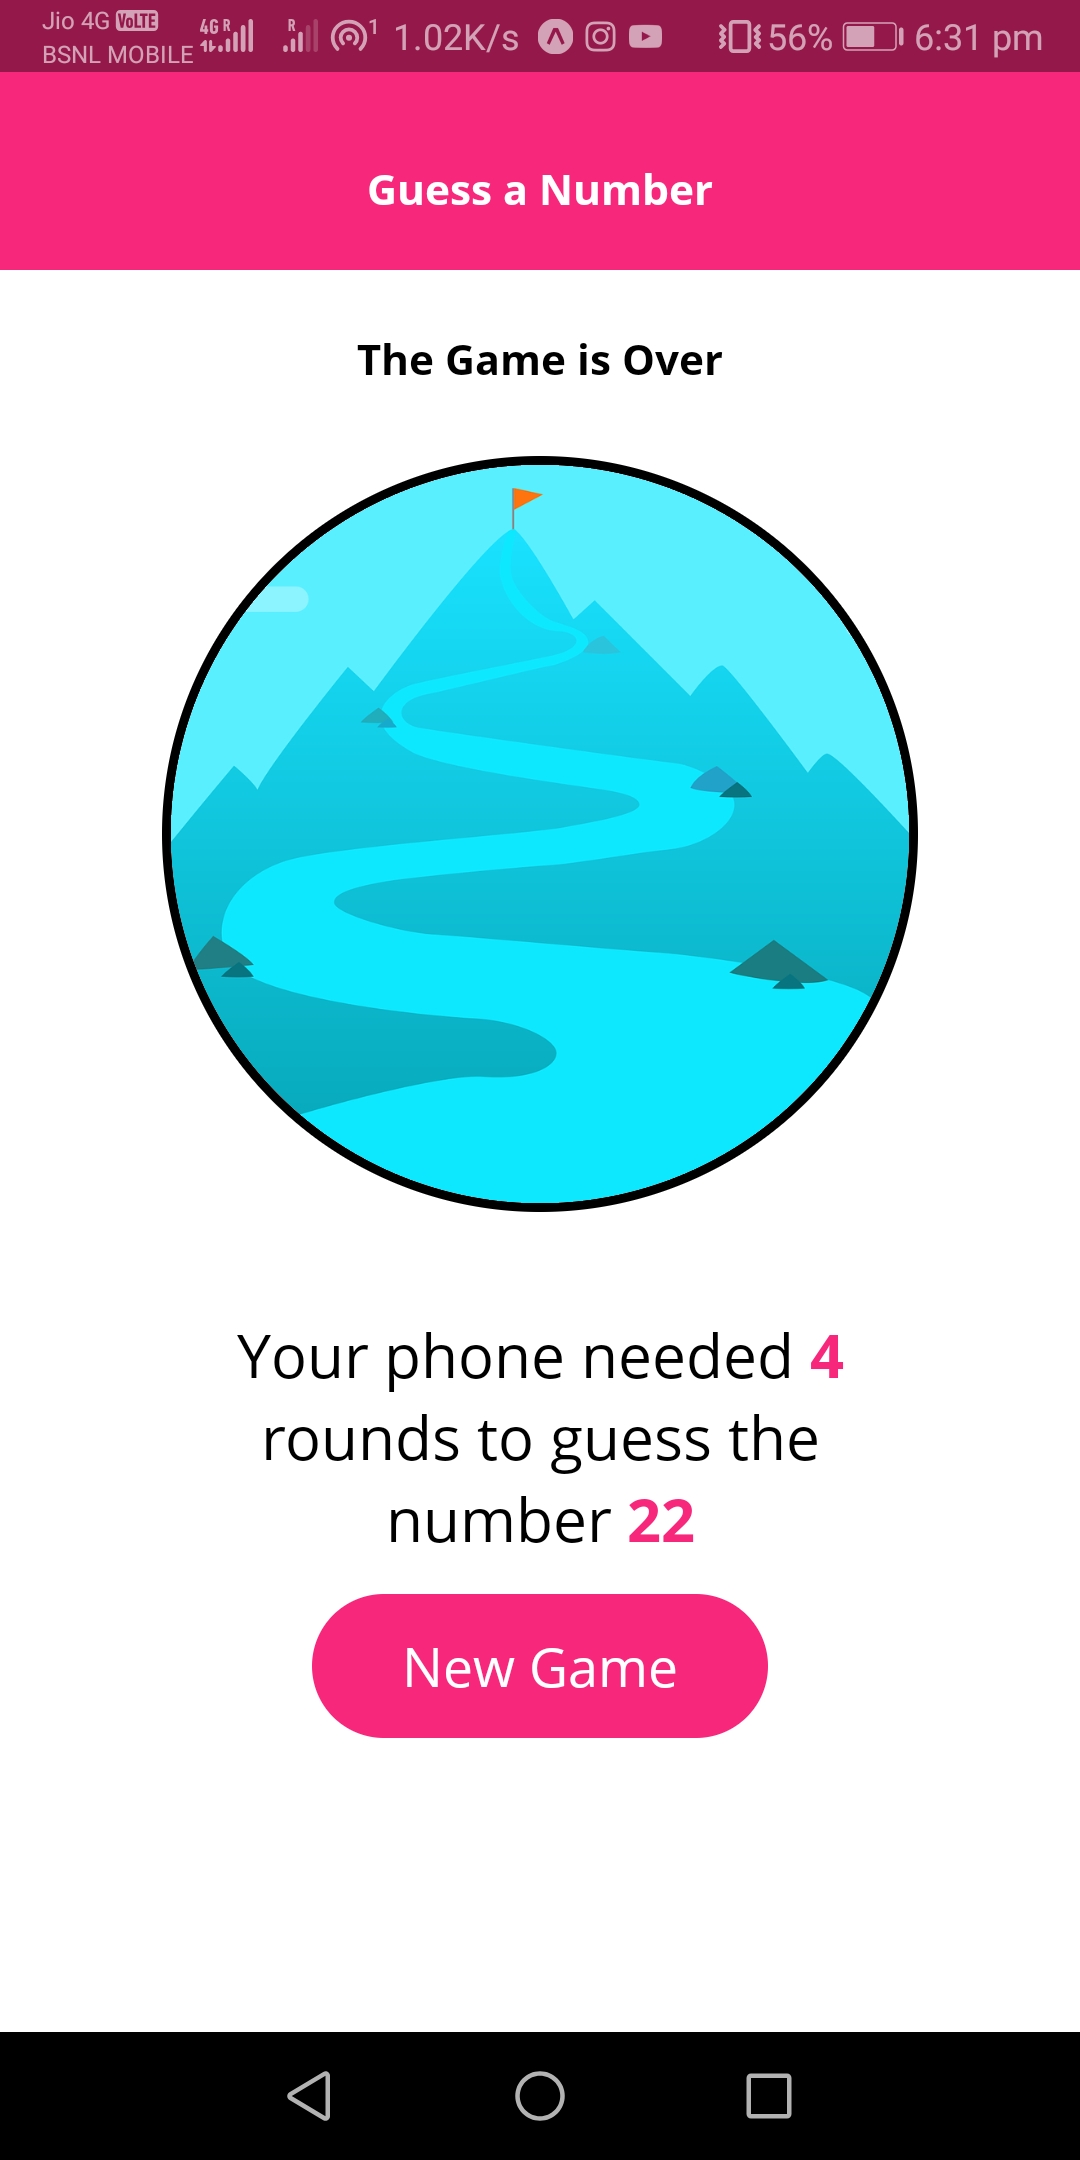 Jio 4G VoLTE
BSNL MOBILE 4G R R 1 1.02K/s 56% 6:31 pm
Guess a Number
The Game is Over
Your phone needed 4
rounds to guess the
number 22
New Game